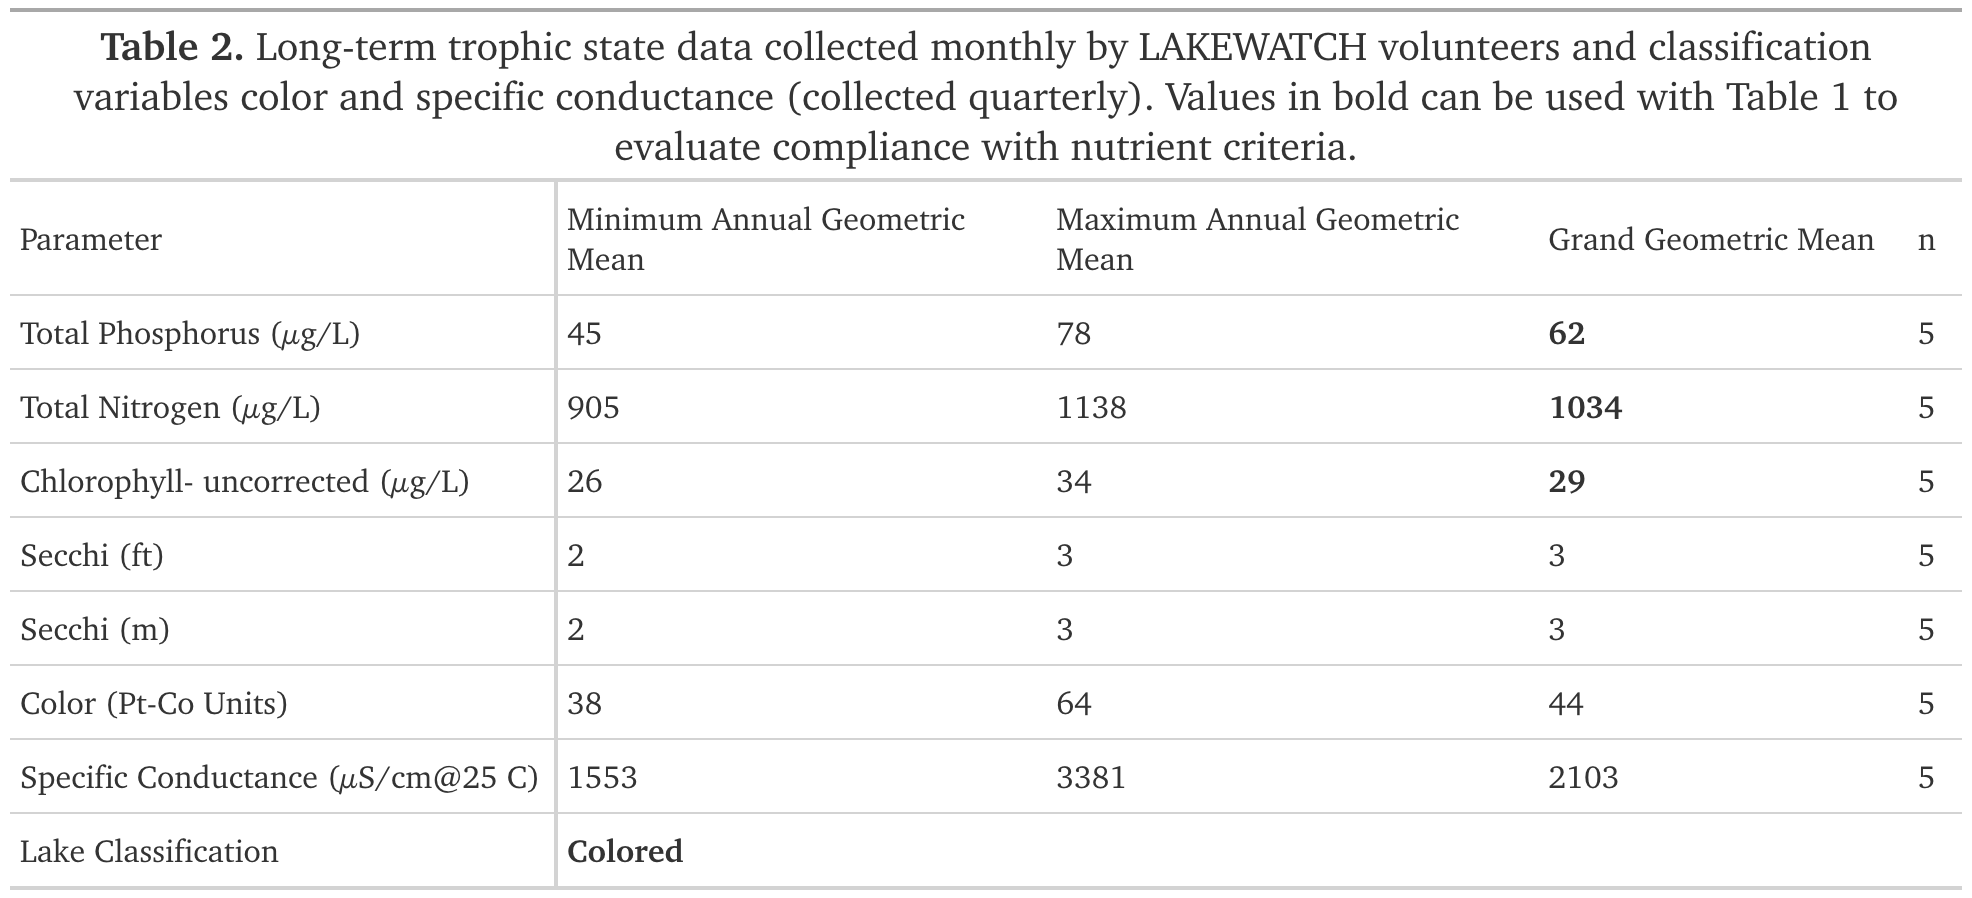 Table 2. Long-term trophic state data collected monthly by LAKEWATCH volunteers and classification
variables color and specific conductance (collected quarterly). Values in bold can be used with Table 1 to
evaluate compliance with nutrient criteria.
Parameter Minimum Annual Geometric Mean Maximum Annual Geometric Mean Grand Geometric Mean n
Total Phosphorus (µg/L) 45 78 62 5
Total Nitrogen (µg/L) 905 1138 1034 5
Chlorophyll- uncorrected (µg/L) 26 34 29 5
Secchi (ft) 2 3 3 5
Secchi (m) 2 3 3 5
Color (Pt-Co Units) 38 64 44 5
Specific Conductance (µS/cm@25 C) 1553 3381 2103 5
Lake Classification Colored